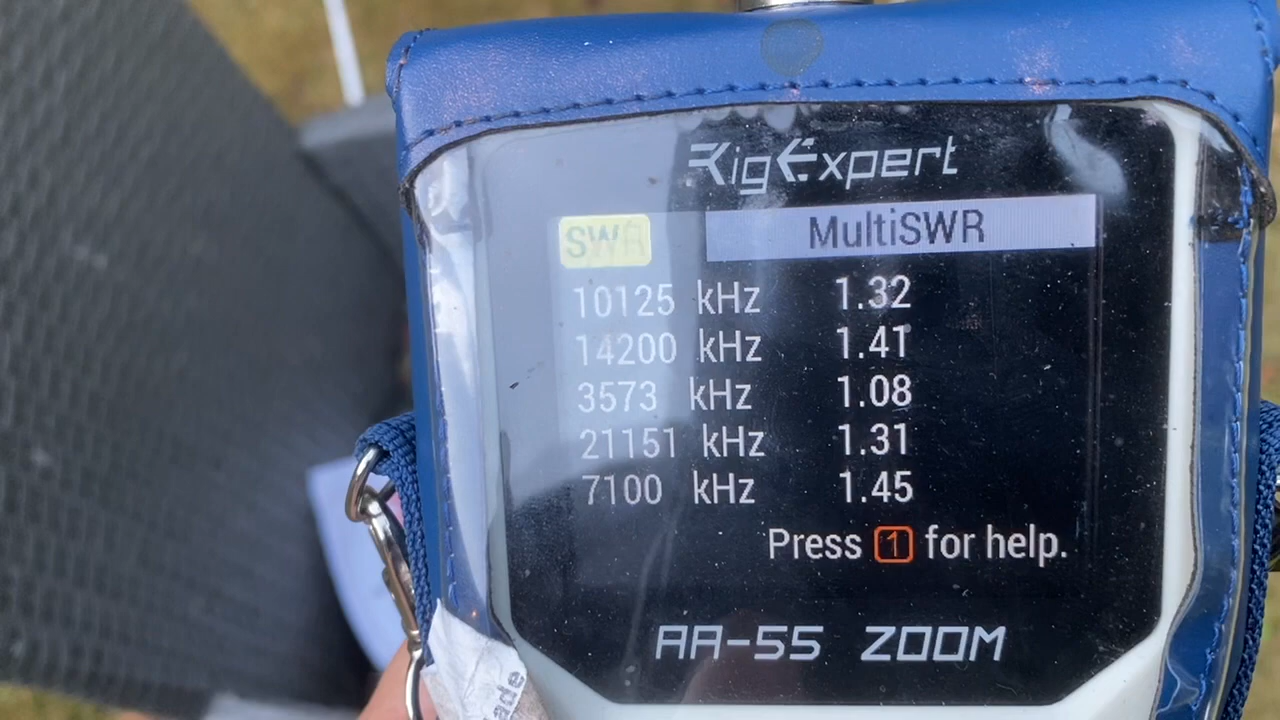 RigExpert
SWR MultiSWR
10125 kHz 1.32
14200 kHz 1.41
3573 kHz 1.08
21151 kHz 1.31
7100 kHz 1.45
Press 1 for help.
AA-55 ZOOM
ade